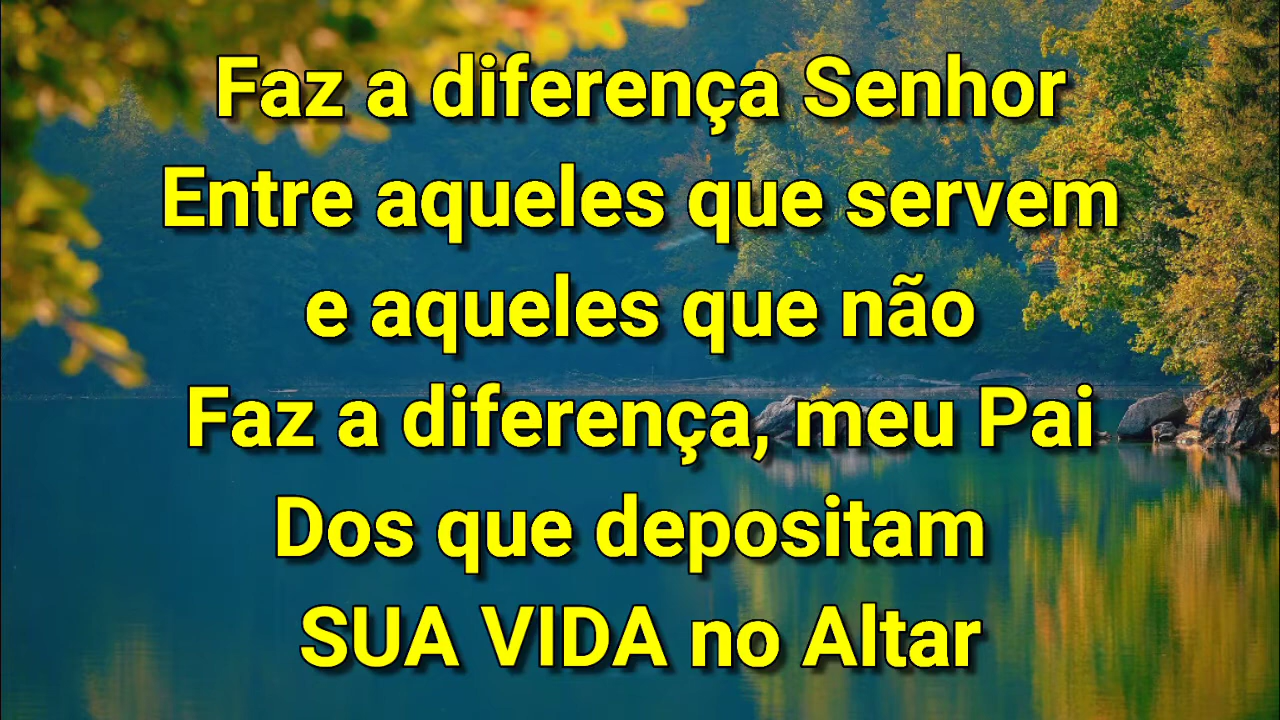 Faz a diferença Senhor
Entre aqueles que servem
e aqueles que não
Faz a diferença, meu Pai
Dos que depositam
SUA VIDA no Altar